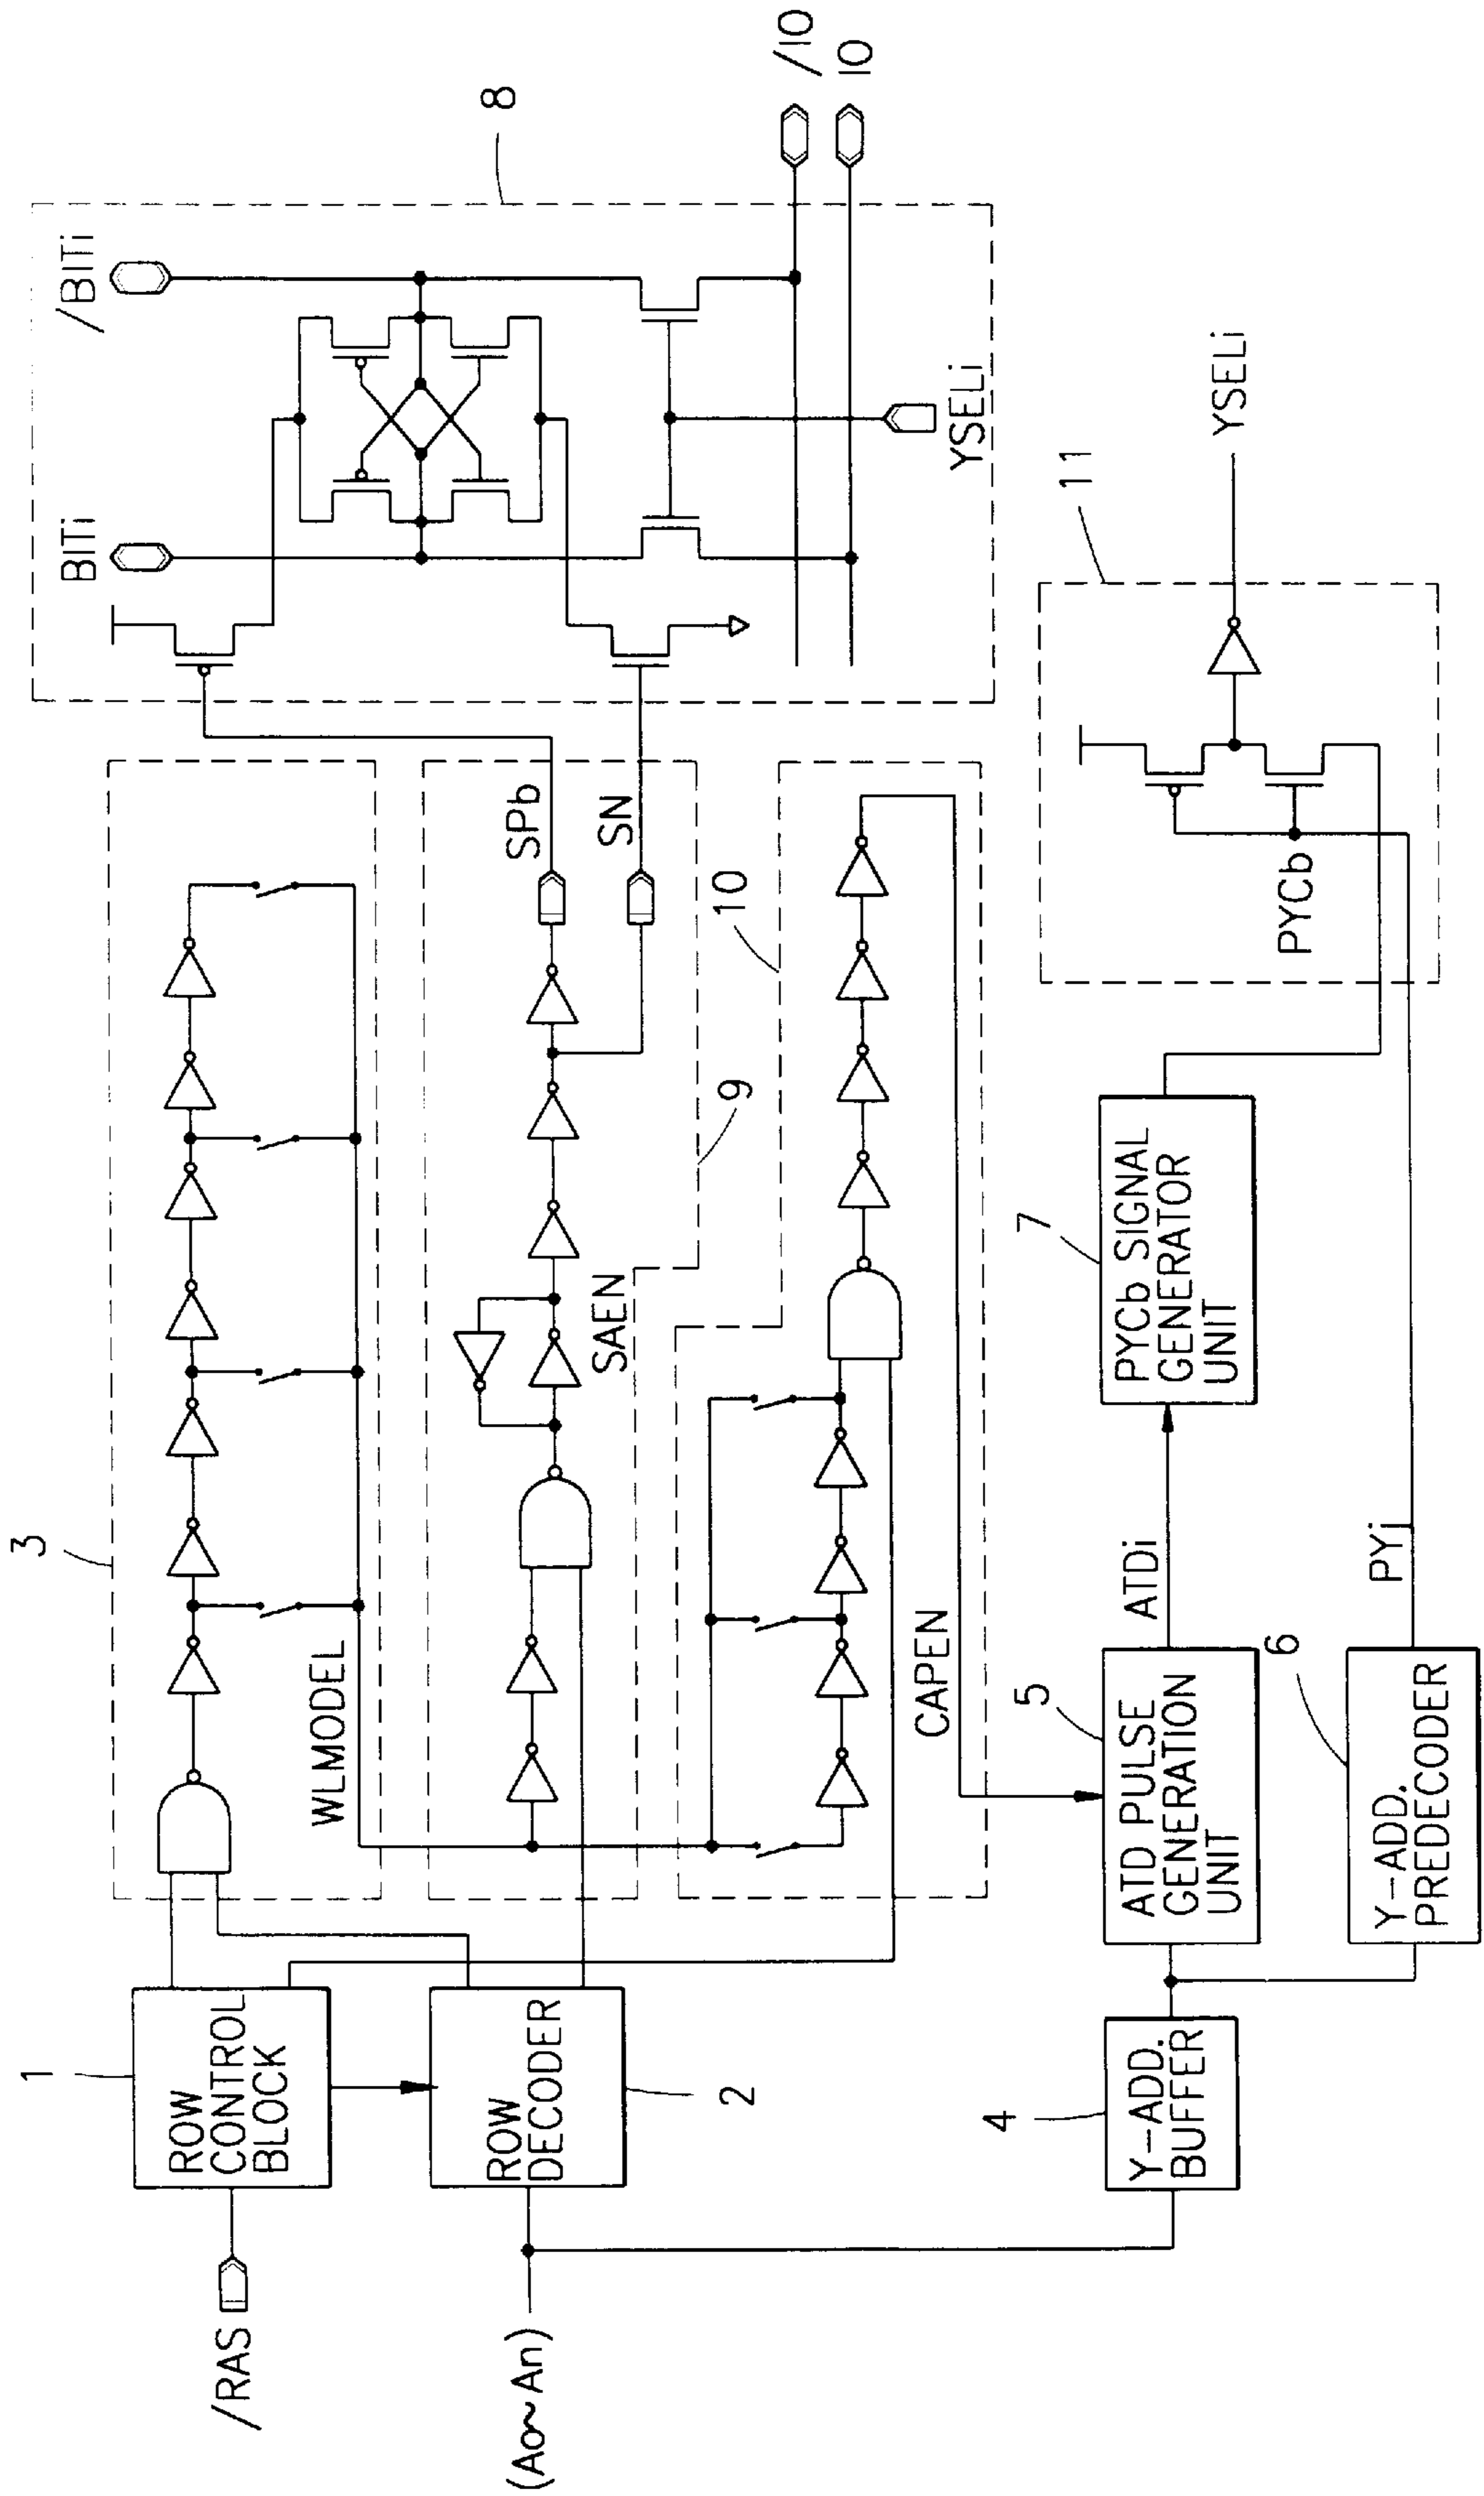 /RAS
(Ao~An)
1
ROW
CONTROL
BLOCK
ROW
DECODER
2
3
WLMODEL
SAEN
SPb
SN
9
10
CAPEN
BITi
/BITi
8
YSELi
/IO
IO
4
Y-ADD.
BUFFER
5
ATD PULSE
GENERATION
UNIT
6
Y-ADD.
PREDECODER
ATDi
PYj
7
PYCb SIGNAL
GENERATOR
UNIT
PYCb
11
YSELi